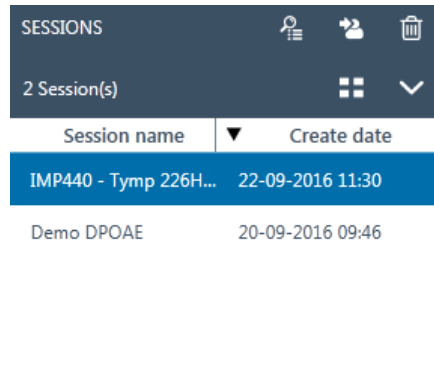 SESSIONS
2 Session(s)
Session name ▼ Create date
IMP440 - Tymp 226H... 22-09-2016 11:30
Demo DPOAE 20-09-2016 09:46